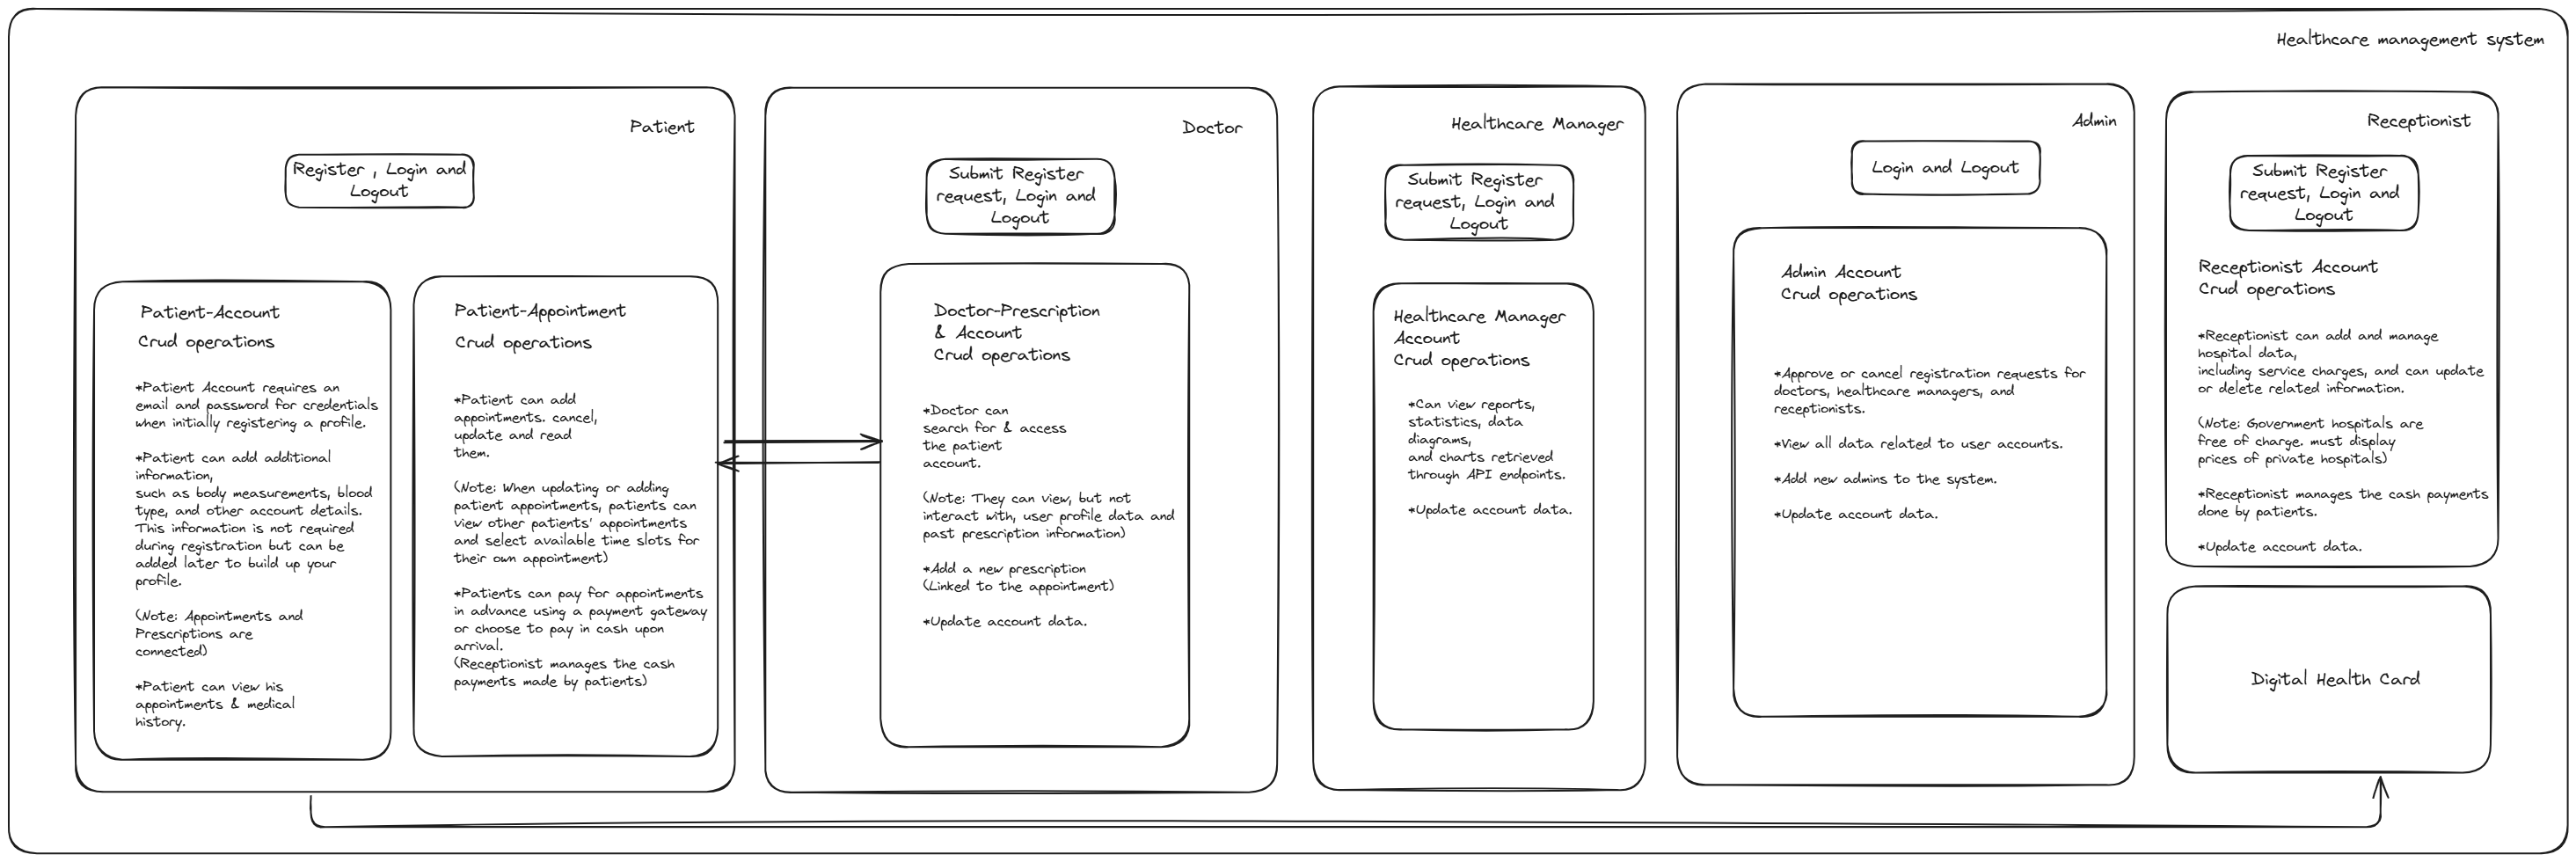 Healthcare management system
Patient
Register , Login and
Logout
Patient-Account
Crud operations
*Patient Account requires an
email and password for credentials
when initially registering a profile.
*Patient can add additional
information,
such as body measurements, blood
type, and other account details.
This information is not required
during registration but can be
added later to build up your
profile.
(Note: Appointments and
Prescriptions are
connected)
*Patient can view his
appointments & medical
history.
Patient-Appointment
Crud operations
*Patient can add
appointments. cancel,
update and read
them.
(Note: When updating or adding
patient appointments, patients can
view other patients' appointments
and select available time slots for
their own appointment)
*Patients can pay for appointments
in advance using a payment gateway
or choose to pay in cash upon
arrival.
(Receptionist manages the cash
payments made by patients)
Doctor
Submit Register
request, Login and
Logout
Doctor-Prescription
& Account
Crud operations
*Doctor can
search for & access
the patient
account.
(Note: They can view, but not
interact with, user profile data and
past prescription information)
*Add a new prescription
(Linked to the appointment)
*Update account data.
Healthcare Manager
Submit Register
request, Login and
Logout
Healthcare Manager
Account
Crud operations
*Can view reports,
statistics, data
diagrams,
and charts retrieved
through API endpoints.
*Update account data.
Admin
Login and Logout
Admin Account
Crud operations
*Approve or cancel registration requests for
doctors, healthcare managers, and
receptionists.
*View all data related to user accounts.
*Add new admins to the system.
*Update account data.
Receptionist
Submit Register
request, Login and
Logout
Receptionist Account
Crud operations
*Receptionist can add and manage
hospital data,
including service charges, and can update
or delete related information.
(Note: Government hospitals are
free of charge. must display
prices of private hospitals)
*Receptionist manages the cash payments
done by patients.
*Update account data.
Digital Health Card